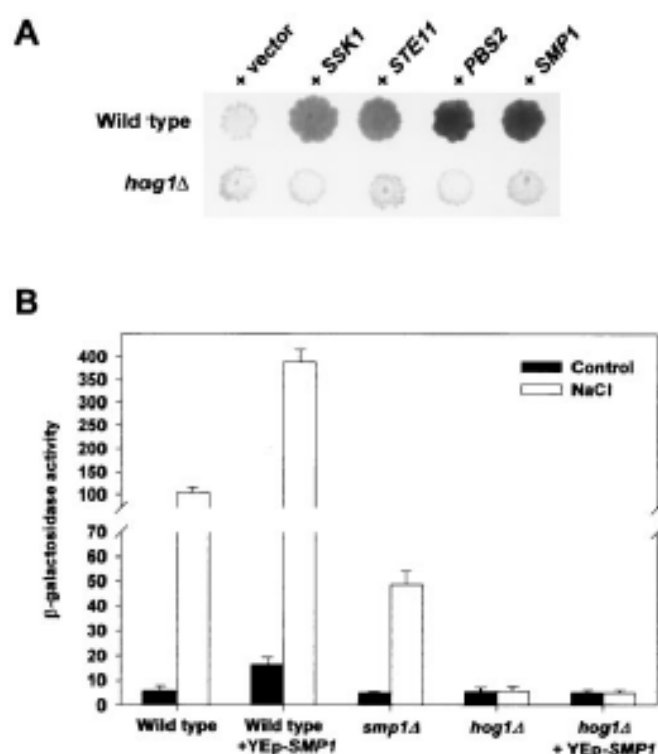 A
+ vector
+ SSK1
+ STE11
+ PBS2
+ SMP1
Wild type
hog1Δ
B
β-galactosidase activity
400
350
300
250
200
150
100
70
60
50
40
30
20
10
0
Control
NaCl
Wild type
Wild type
+YEp-SMP1
smp1Δ
hog1Δ
hog1Δ
+ YEp-SMP1